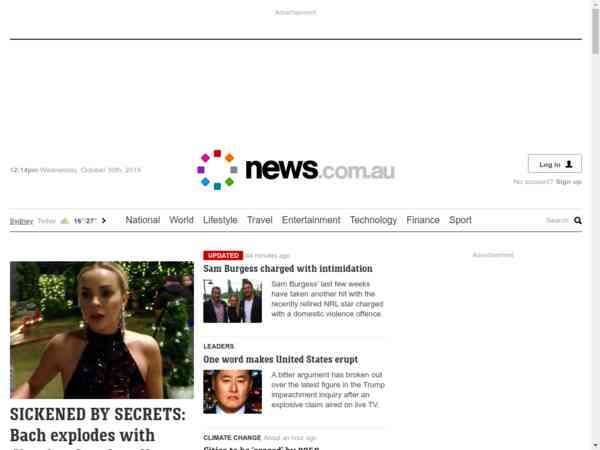 Advertisement
12:14pm Wednesday, October 30th, 2019
news.com.au
Log in
No account? Sign up
Sydney Today 16°/27°
National World Lifestyle Travel Entertainment Technology Finance Sport
Search
UPDATED 44 minutes ago
Advertisement
Sam Burgess charged with intimidation
Sam Burgess' last few weeks
have taken another hit with the
recently retired NRL star charged
with a domestic violence offence.
LEADERS
One word makes United States erupt
A bitter argument has broken out
over the latest figure in the Trump
impeachment inquiry after an
explosive claim aired on live TV.
SICKENED BY SECRETS:
Bach explodes with
CLIMATE CHANGE About an hour ago